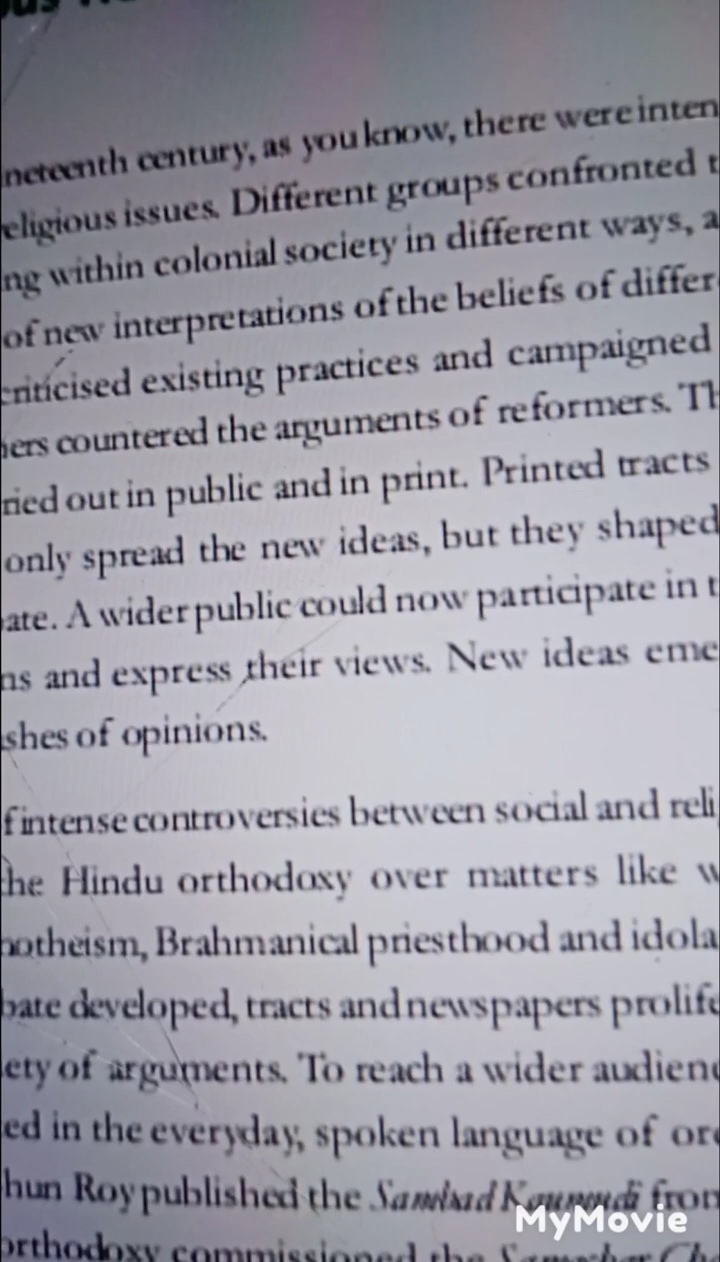 neteenth century, as you know, there were inten
eligious issues. Different groups confronted t
ng within colonial society in different ways, a
of new interpretations of the beliefs of differ
criticised existing practices and campaigned
ers countered the arguments of reformers. Th
ried out in public and in print. Printed tracts
only spread the new ideas, but they shaped
ate. A wider public could now participate in t
ns and express their views. New ideas eme
shes of opinions.
f intense controversies between social and reli
he Hindu orthodoxy over matters like w
notheism, Brahmanical priesthood and idola
bate developed, tracts and newspapers prolife
ety of arguments. To reach a wider audienc
ed in the everyday, spoken language of ord
hun Roy published the Sambad Kaumudi from
MyMovie
orthodoxy commissioned the Samachar Ch